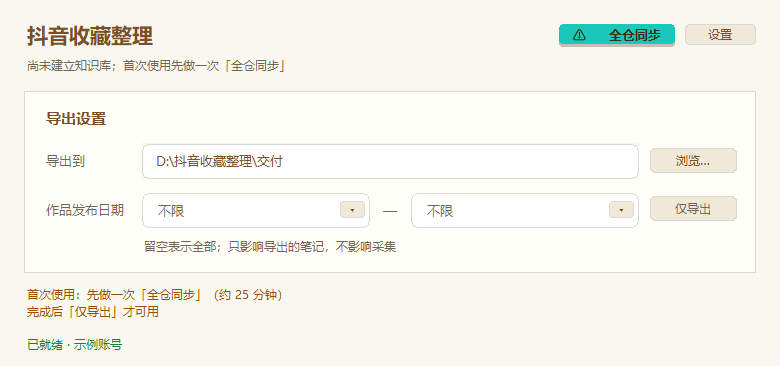 抖音收藏整理
全仓同步
设置
尚未建立知识库；首次使用先做一次「全仓同步」
导出设置
导出到
D:\抖音收藏整理\交付
浏览...
作品发布日期
不限
—
不限
仅导出
留空表示全部；只影响导出的笔记，不影响采集
首次使用：先做一次「全仓同步」（约 25 分钟）
完成后「仅导出」才可用
已就绪 · 示例账号